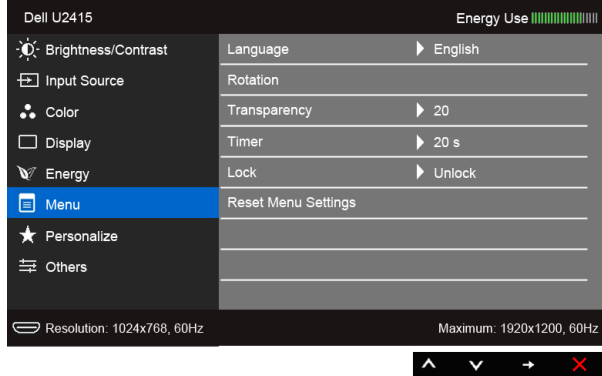 Dell U2415 Energy Use
Brightness/Contrast Language English
Input Source Rotation
Color Transparency 20
Display Timer 20 s
Energy Lock Unlock
Menu Reset Menu Settings
Personalize
Others
Resolution: 1024x768, 60Hz Maximum: 1920x1200, 60Hz